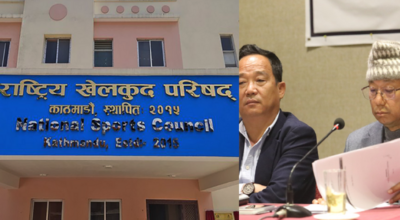 राष्ट्रिय खेलकुद परिषद्
काठमाडौं स्थापित: २०१५
National Sports Council
Kathmandu, Estd: 2015